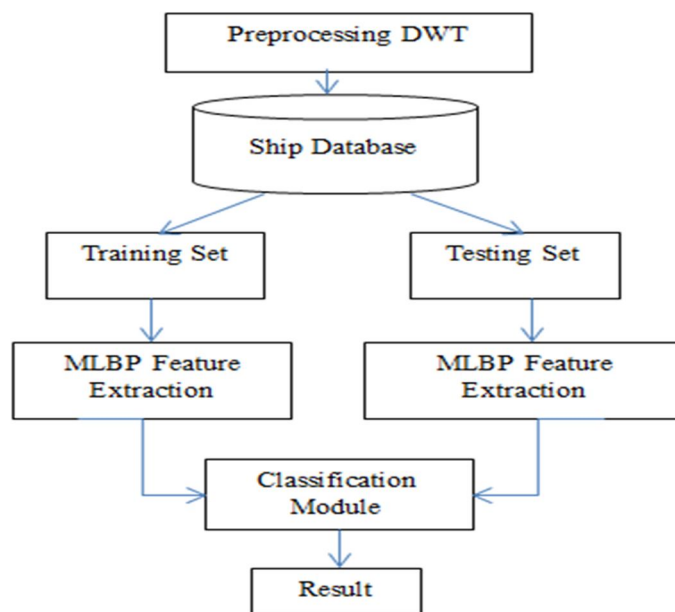 Preprocessing DWT
Ship Database
Training Set
Testing Set
MLBP Feature
Extraction
MLBP Feature
Extraction
Classification
Module
Result